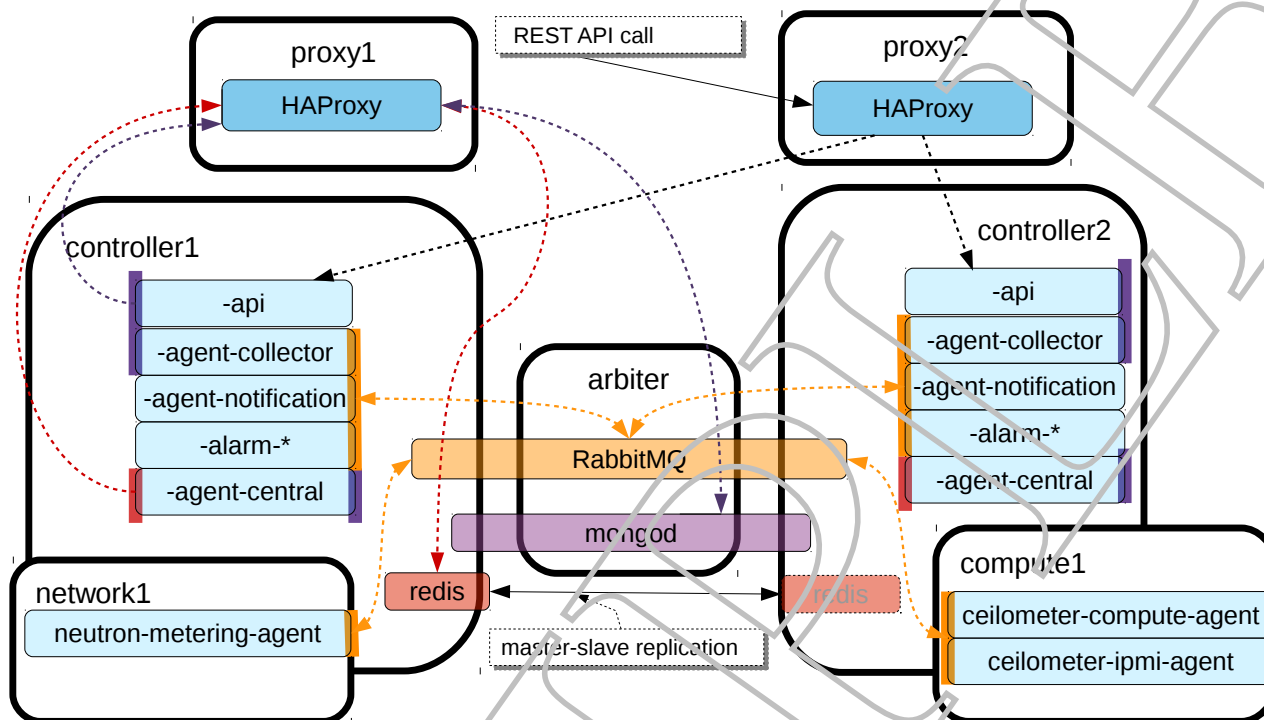 proxy1
HAProxy
REST API call
proxy2
HAProxy
controller1
-api
-agent-collector
-agent-notification
-alarm-*
-agent-central
controller2
-api
-agent-collector
-agent-notification
-alarm-*
-agent-central
arbiter
RabbitMQ
mongod
redis
redis
master-slave replication
network1
neutron-metering-agent
compute1
ceilometer-compute-agent
ceilometer-ipmi-agent